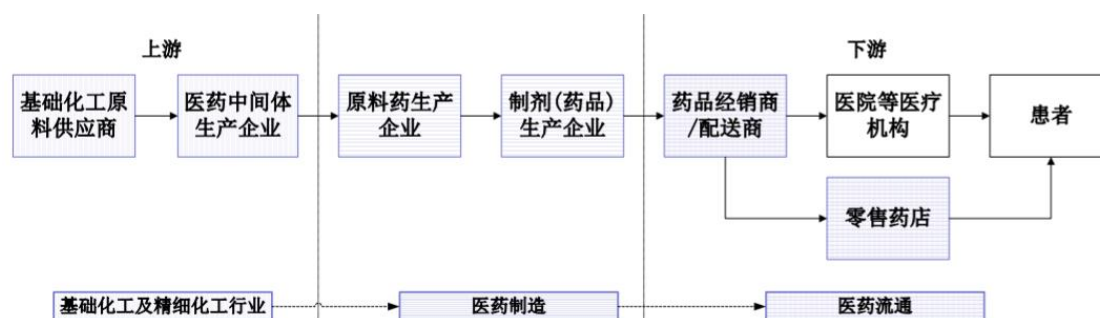 上游
下游
基础化工原
料供应商
医药中间体
生产企业
原料药生产
企业
制剂(药品)
生产企业
药品经销商
/配送商
医院等医疗
机构
患者
零售药店
基础化工及精细化工行业
医药制造
医药流通